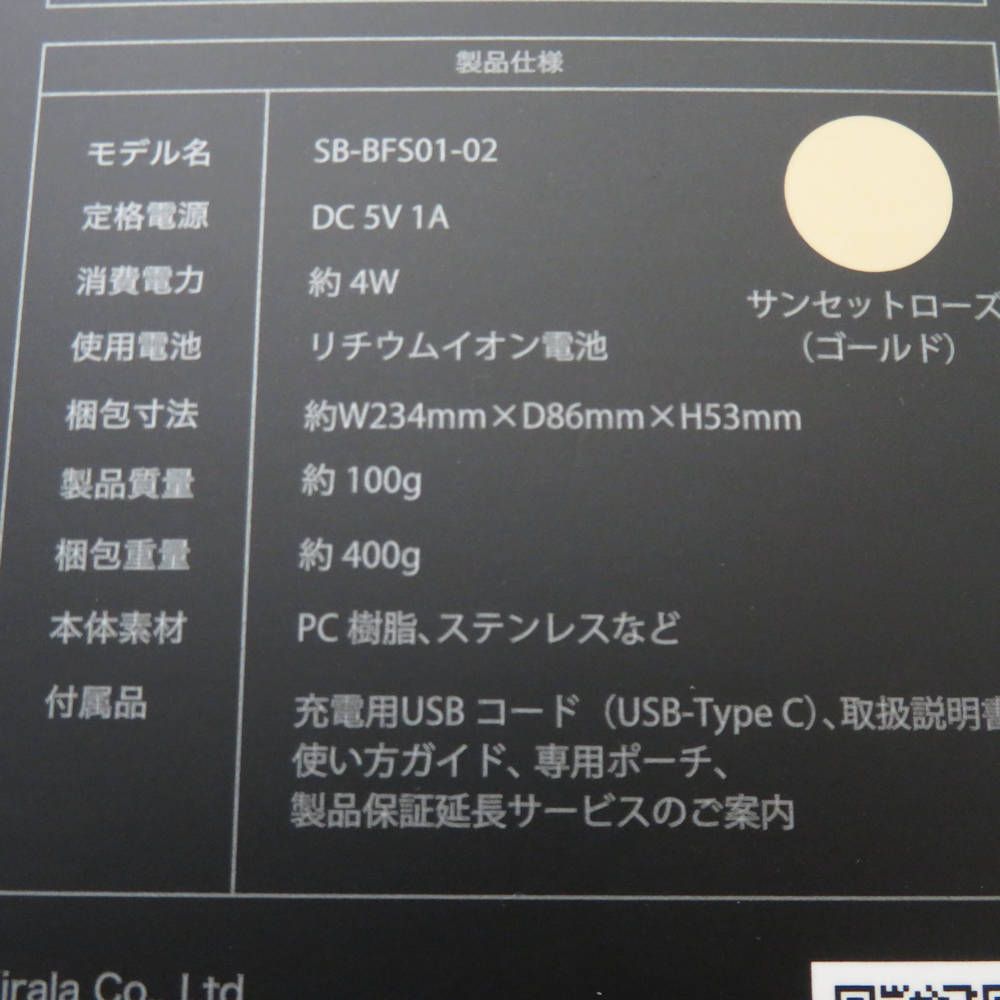 製品仕様
モデル名 SB-BFS01-02
定格電源 DC 5V 1A
消費電力 約 4W
サンセットローズ
（ゴールド）
使用電池 リチウムイオン電池
梱包寸法 約W234mm×D86mm×H53mm
製品質量 約 100g
梱包重量 約 400g
本体素材 PC 樹脂、ステンレスなど
付属品 充電用USB コード（USB-Type C）、取扱説明書
使い方ガイド、専用ポーチ、
製品保証延長サービスのご案内
irala Co., Ltd